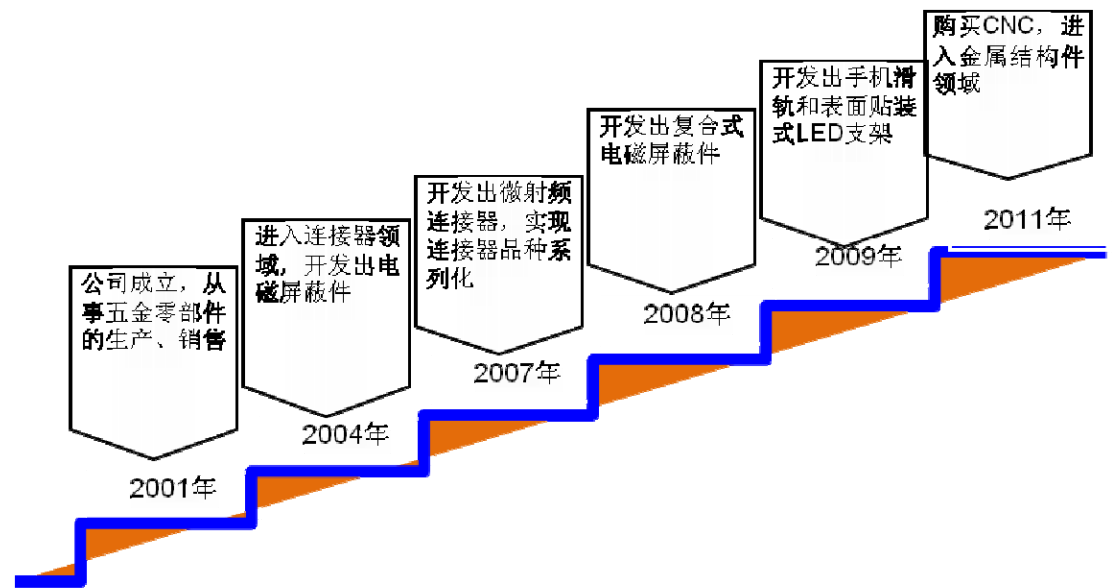 公司成立，从
事五金零部件
的生产、销售
2001年
进入连接器领
域，开发出电
磁屏蔽件
2004年
开发出微射频
连接器，实现
连接器品种系
列化
2007年
开发出复合式
电磁屏蔽件
2008年
开发出手机滑
轨和表面贴装
式LED支架
2009年
购买CNC，进
入金属结构件
领域
2011年